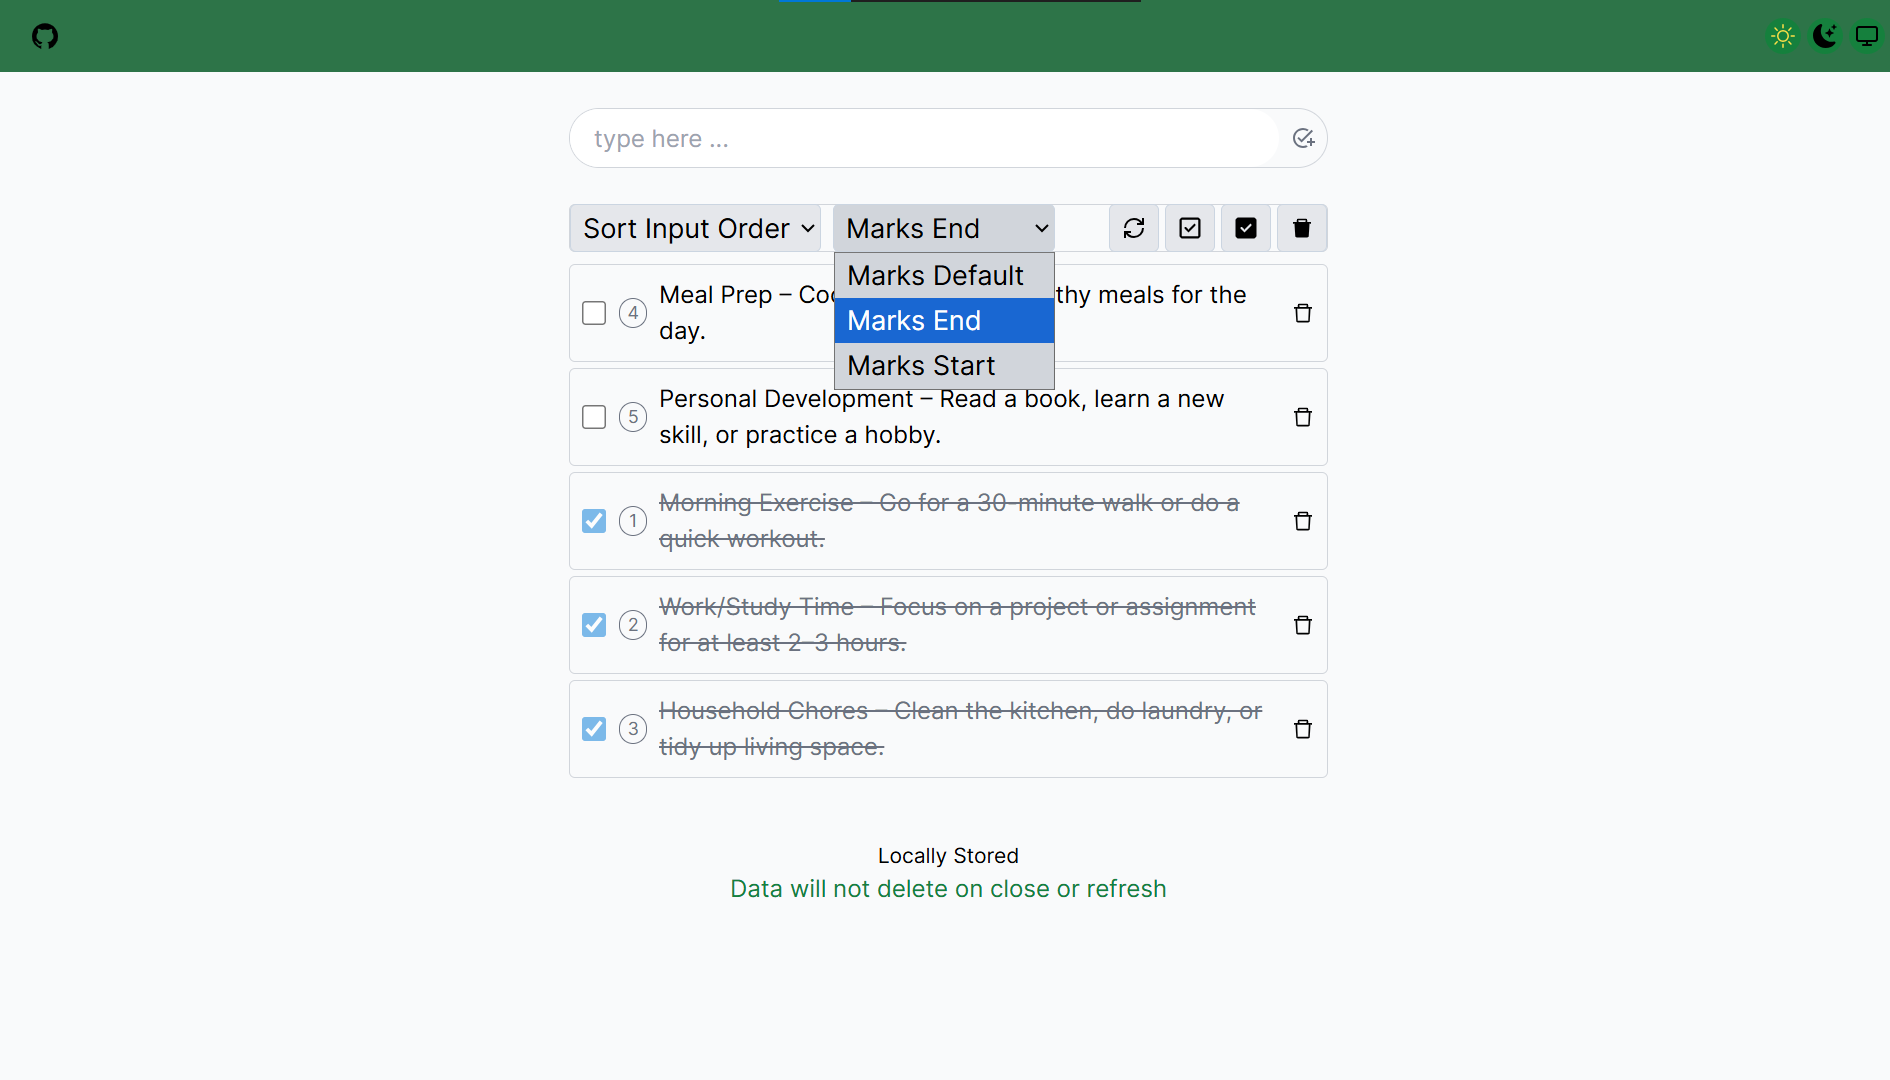 type here ...
Sort Input Order
Marks End
Marks Default
Marks End
Marks Start
4
Meal Prep – thy meals for the
day.
5
Personal Development – Read a book, learn a new
skill, or practice a hobby.
1
Morning Exercise – Go for a 30-minute walk or do a
quick workout.
2
Work/Study Time – Focus on a project or assignment
for at least 2–3 hours.
3
Household Chores – Clean the kitchen, do laundry, or
tidy up living space.
Locally Stored
Data will not delete on close or refresh